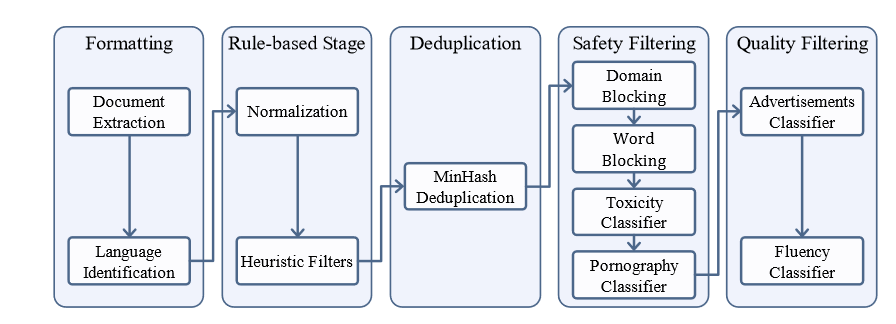 Formatting
Document
Extraction
Language
Identification
Rule-based Stage
Normalization
Heuristic Filters
Deduplication
MinHash
Deduplication
Safety Filtering
Domain
Blocking
Word
Blocking
Toxicity
Classifier
Pornography
Classifier
Quality Filtering
Advertisements
Classifier
Fluency
Classifier